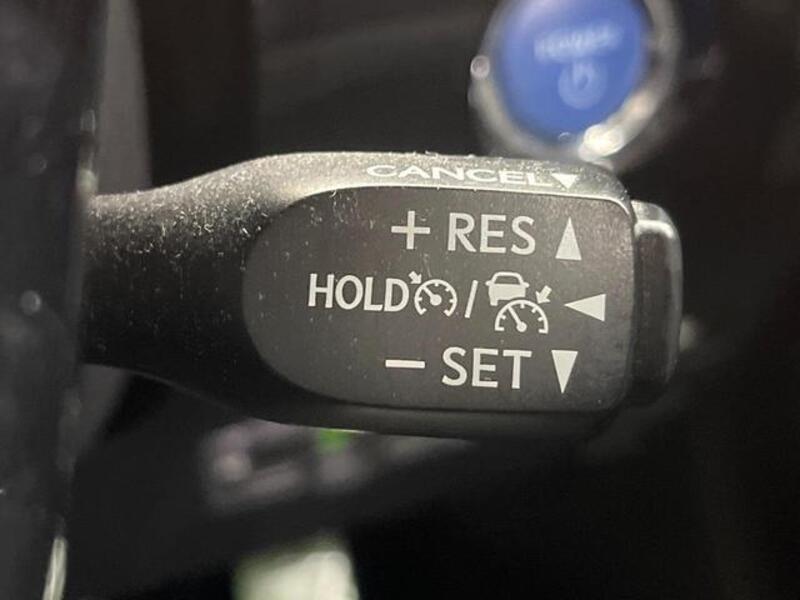 CANCEL▼
+ RES ▲
HOLD / ◀
− SET ▼